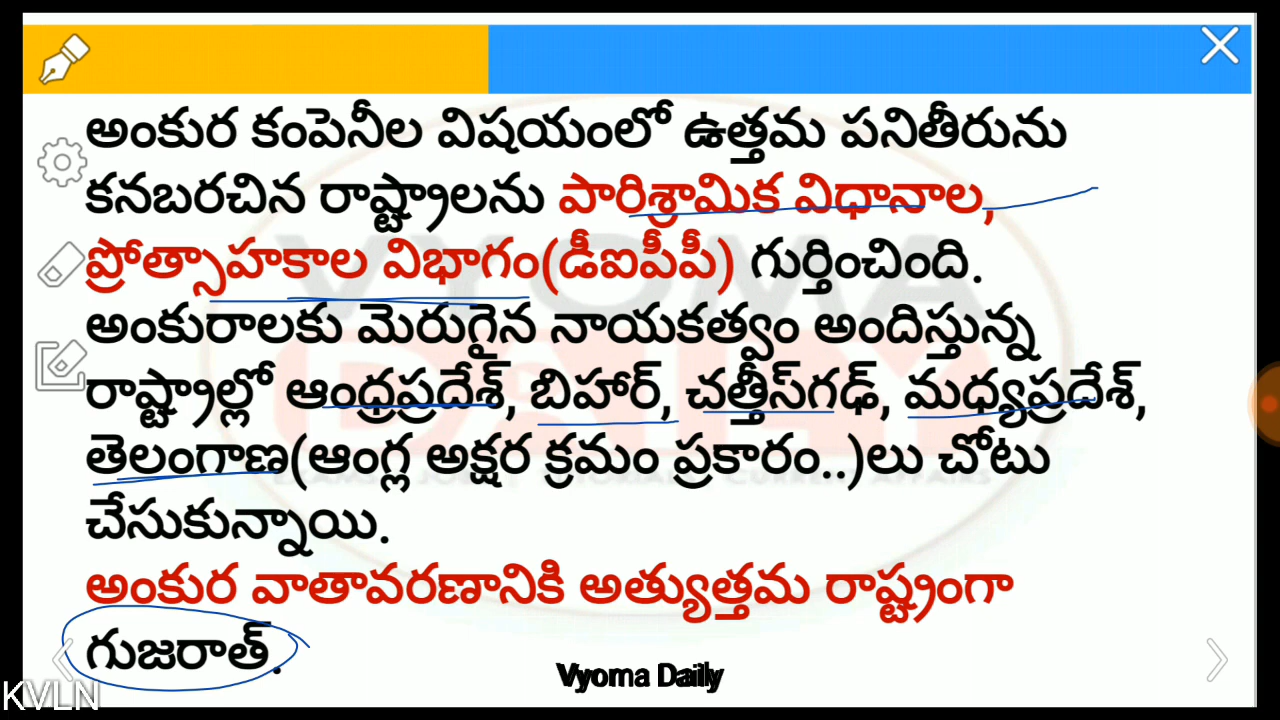 అంకుర కంపెనీల విషయంలో ఉత్తమ పనితీరును
కనబరచిన రాష్ట్రాలను పారిశ్రామిక విధానాల,
ప్రోత్సాహకాల విభాగం(డీఐపీపీ) గుర్తించింది.
అంకురాలకు మెరుగైన నాయకత్వం అందిస్తున్న
రాష్ట్రాల్లో ఆంధ్రప్రదేశ్, బిహార్, చత్తీస్‌గఢ్, మధ్యప్రదేశ్,
తెలంగాణ(ఆంగ్ల అక్షర క్రమం ప్రకారం..)లు చోటు
చేసుకున్నాయి.
అంకుర వాతావరణానికి అత్యుత్తమ రాష్ట్రంగా
గుజరాత్.
Vyoma Daily
KVLN